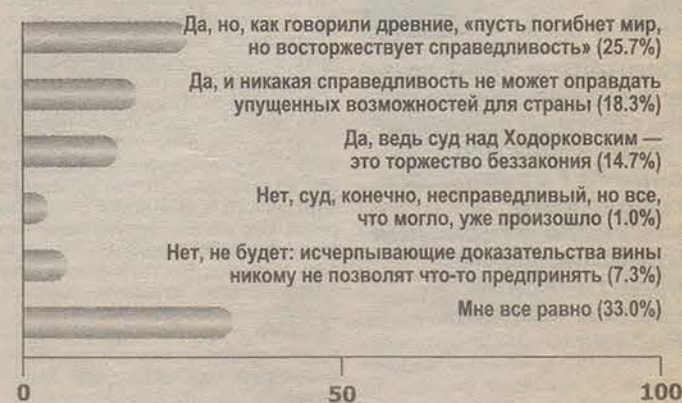 Да, но, как говорили древние, «пусть погибнет мир,
но восторжествует справедливость» (25.7%)
Да, и никакая справедливость не может оправдать
упущенных возможностей для страны (18.3%)
Да, ведь суд над Ходорковским —
это торжество беззакония (14.7%)
Нет, суд, конечно, несправедливый, но все,
что могло, уже произошло (1.0%)
Нет, не будет: исчерпывающие доказательства вины
никому не позволят что-то предпринять (7.3%)
Мне все равно (33.0%)
0 50 100